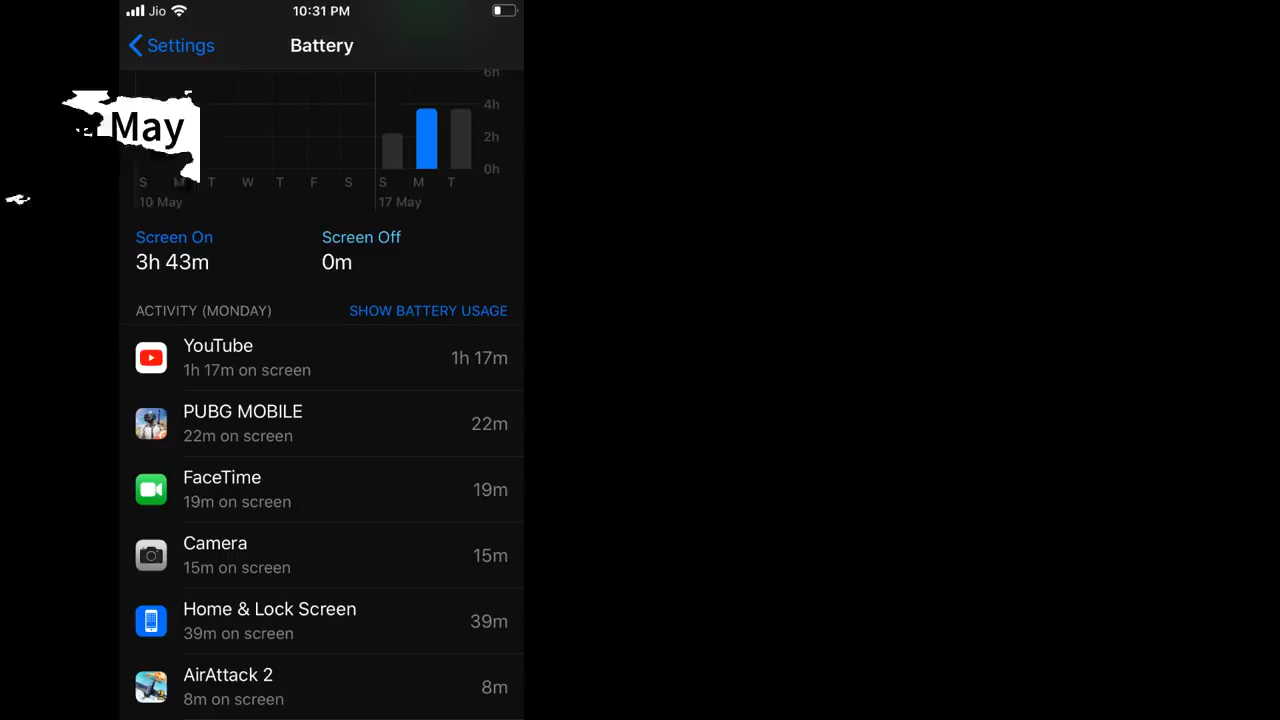 Jio 10:31 PM
Settings Battery
6h
4h
May
2h
0h
S M T W T F S S M T
10 May 17 May
Screen On Screen Off
3h 43m 0m
ACTIVITY (MONDAY) SHOW BATTERY USAGE
YouTube
1h 17m on screen 1h 17m
PUBG MOBILE
22m on screen 22m
FaceTime
19m on screen 19m
Camera
15m on screen 15m
Home & Lock Screen
39m on screen 39m
AirAttack 2
8m on screen 8m